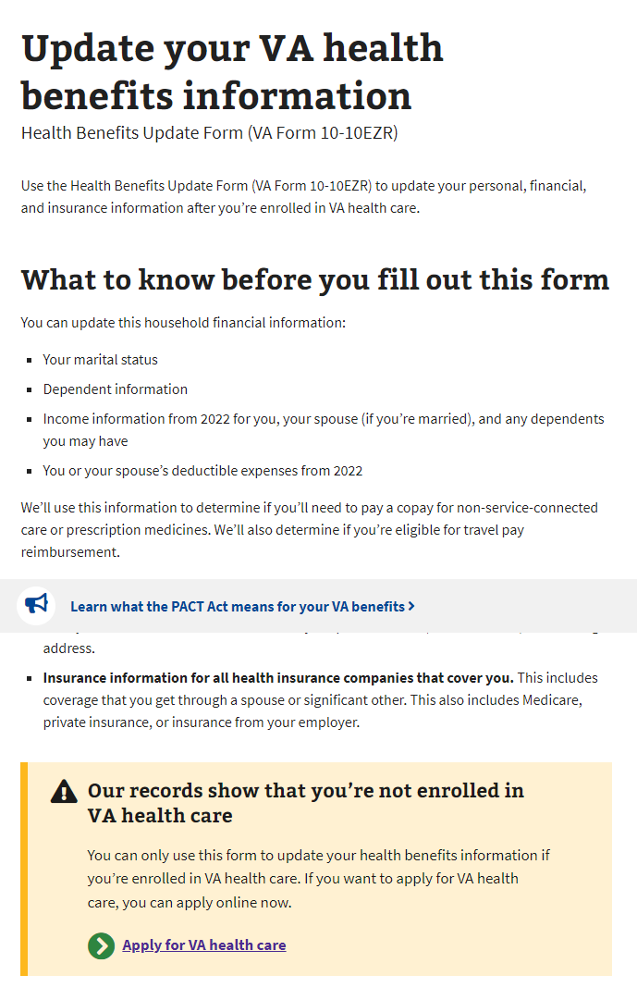 Update your VA health
benefits information
Health Benefits Update Form (VA Form 10-10EZR)
Use the Health Benefits Update Form (VA Form 10-10EZR) to update your personal, financial,
and insurance information after you’re enrolled in VA health care.
What to know before you fill out this form
You can update this household financial information:
Your marital status
Dependent information
Income information from 2022 for you, your spouse (if you’re married), and any dependents
you may have
You or your spouse’s deductible expenses from 2022
We’ll use this information to determine if you’ll need to pay a copay for non-service-connected
care or prescription medicines. We’ll also determine if you’re eligible for travel pay
reimbursement.
Learn what the PACT Act means for your VA benefits
address.
Insurance information for all health insurance companies that cover you. This includes
coverage that you get through a spouse or significant other. This also includes Medicare,
private insurance, or insurance from your employer.
Our records show that you’re not enrolled in
VA health care
You can only use this form to update your health benefits information if
you’re enrolled in VA health care. If you want to apply for VA health
care, you can apply online now.
Apply for VA health care